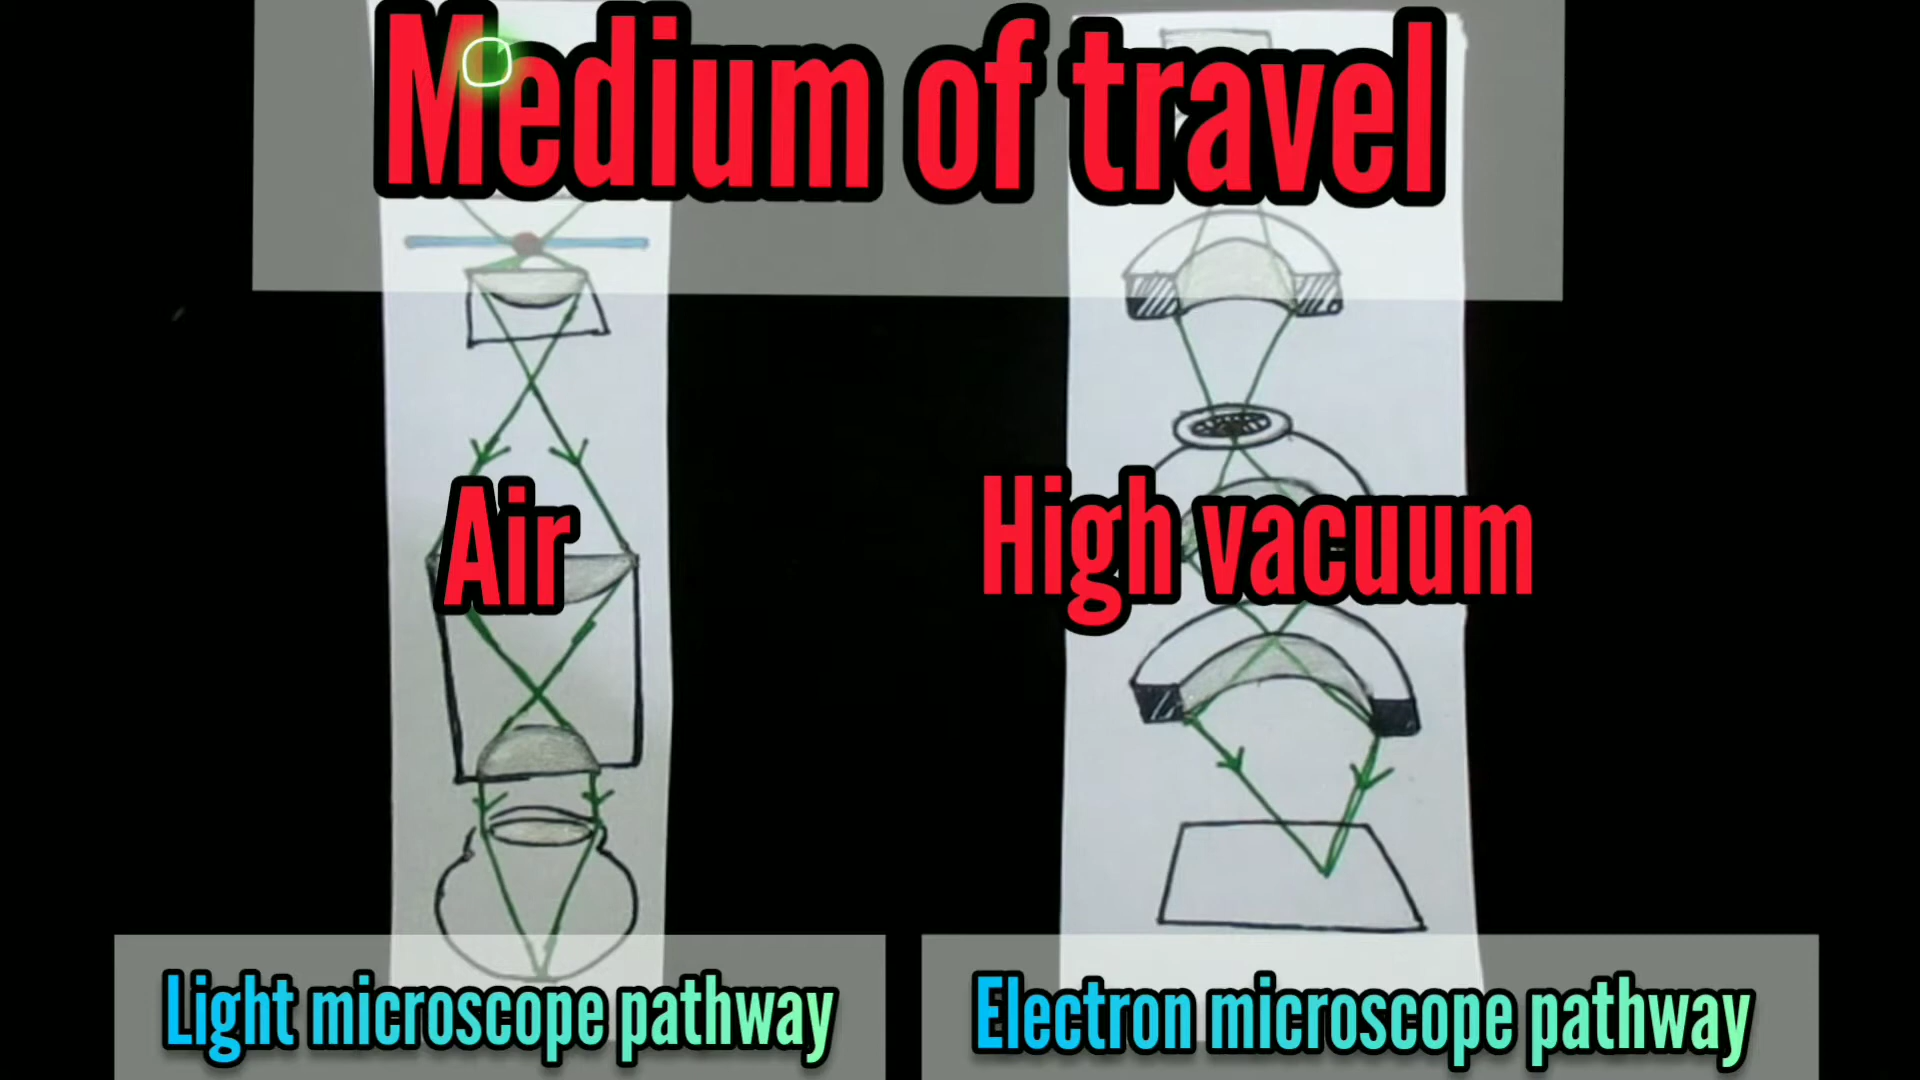 Medium of travel
Air
High vacuum
Light microscope pathway
Electron microscope pathway